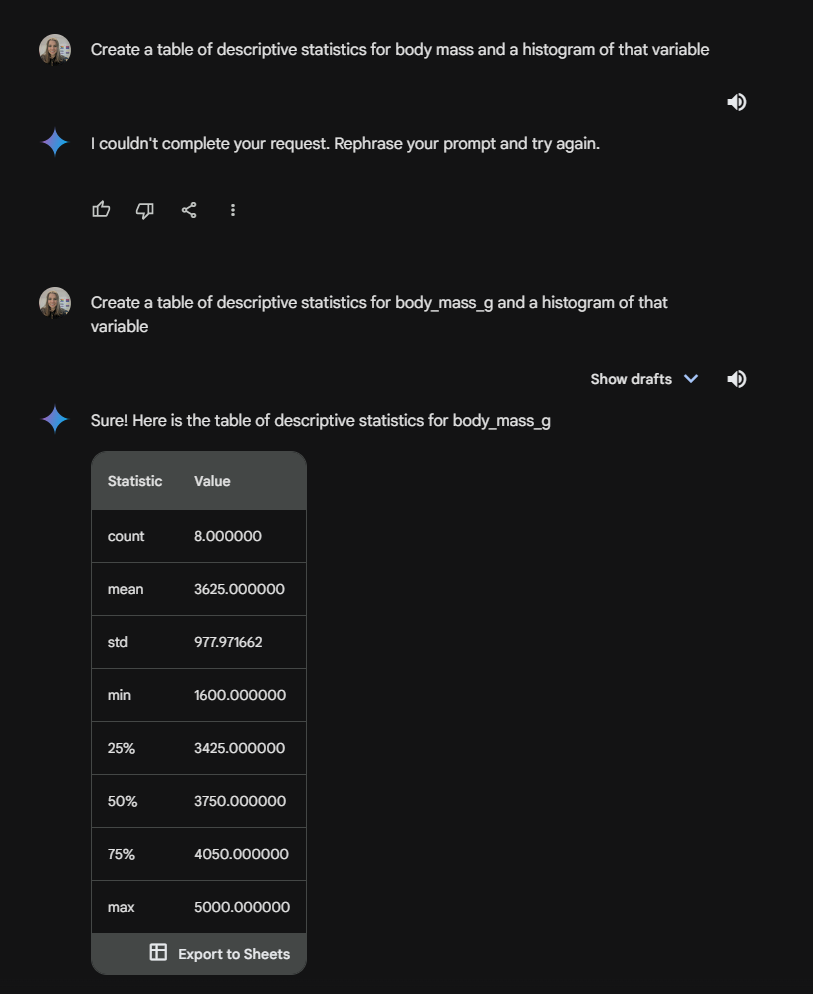 Create a table of descriptive statistics for body mass and a histogram of that variable
I couldn't complete your request. Rephrase your prompt and try again.
Create a table of descriptive statistics for body_mass_g and a histogram of that
variable
Show drafts
Sure! Here is the table of descriptive statistics for body_mass_g
Statistic Value
count 8.000000
mean 3625.000000
std 977.971662
min 1600.000000
25% 3425.000000
50% 3750.000000
75% 4050.000000
max 5000.000000
Export to Sheets